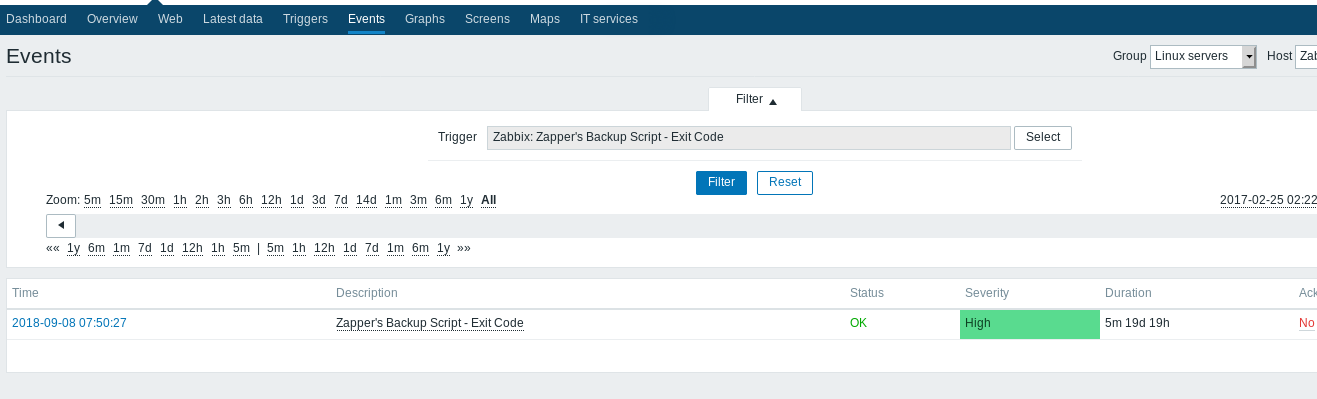 Dashboard Overview Web Latest data Triggers Events Graphs Screens Maps IT services
Events Group Linux servers Host Zab
Filter
Trigger Zabbix: Zapper's Backup Script - Exit Code Select
Filter Reset
Zoom: 5m 15m 30m 1h 2h 3h 6h 12h 1d 3d 7d 14d 1m 3m 6m 1y All 2017-02-25 02:22
«« 1y 6m 1m 7d 1d 12h 1h 5m | 5m 1h 12h 1d 7d 1m 6m 1y »»
Time Description Status Severity Duration Ack
2018-09-08 07:50:27 Zapper's Backup Script - Exit Code OK High 5m 19d 19h No